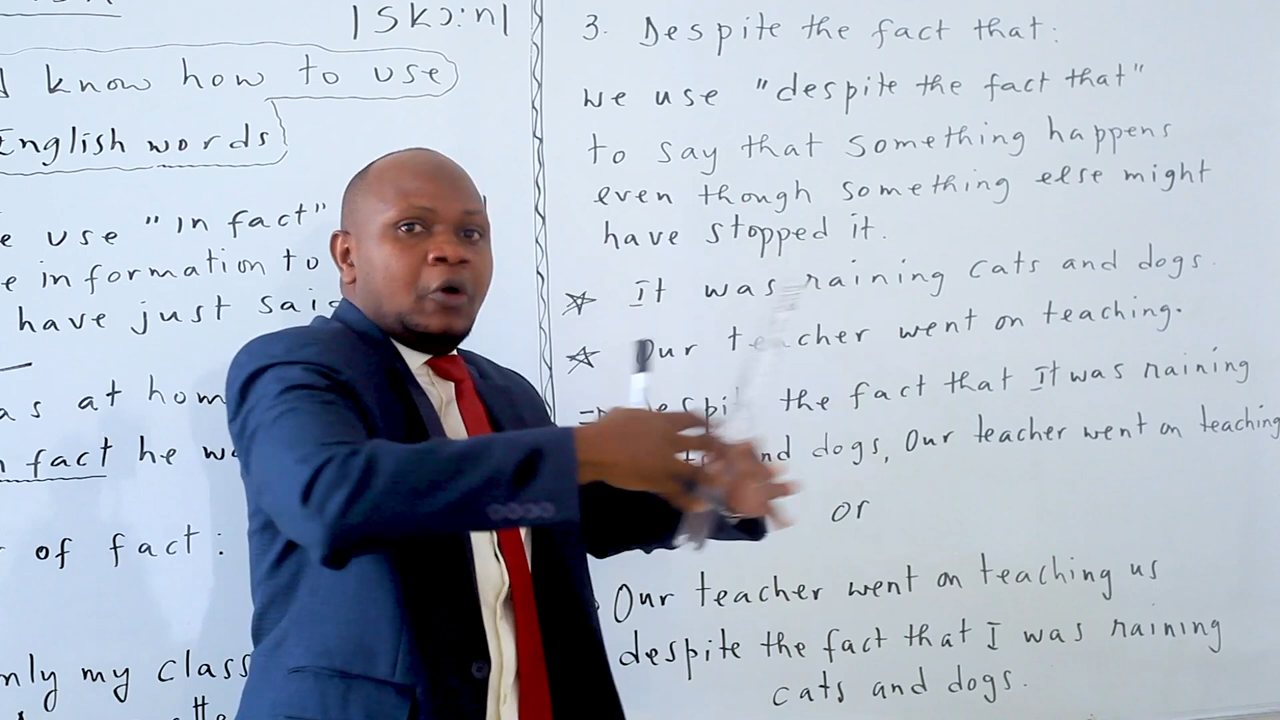 |skɔ:n|
know how to use
English words
use "in fact"
information to
have just said
at hom
fact he
of fact:
my class
3. Despite the fact that:
we use "despite the fact that"
to say that something happens
even though something else might
have stopped it.
☆ It was raining cats and dogs.
☆ Our teacher went on teaching.
the fact that It was raining
dogs, Our teacher went on teaching
or
Our teacher went on teaching us
despite the fact that I was raining
cats and dogs.